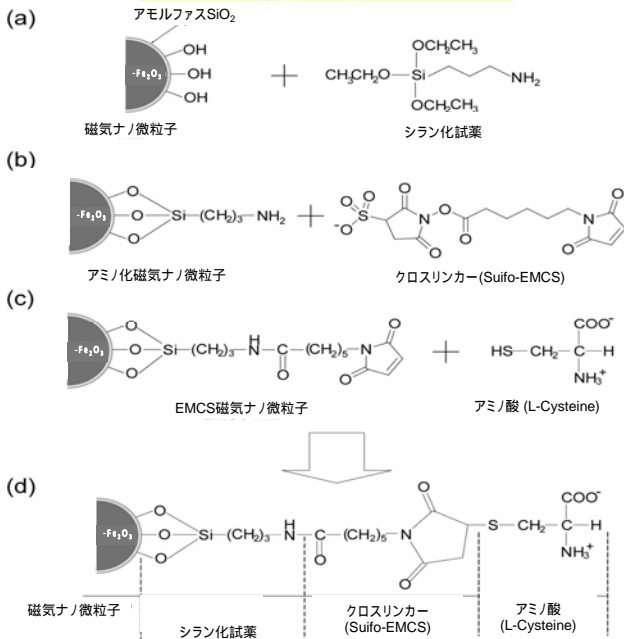 (a)
アモルファスSiO2
OH
OH
OH
-Fe2O3
磁気ナノ微粒子
+
OCH2CH3
CH3CH2O Si NH2
OCH2CH3
シラン化試薬
(b)
-Fe2O3
O
O Si (CH2)3 NH2 +
O
アミノ化磁気ナノ微粒子
O
O S O
-O
O
N O
O
O
O
N
O
クロスリンカー(Suifo-EMCS)
(c)
-Fe2O3
O
O Si (CH2)3 H N C (CH2)5 N
O
O
O
O
EMCS磁気ナノ微粒子
+
COO-
HS CH2 C H
NH3+
アミノ酸 (L-Cysteine)
(d)
-Fe2O3
O
O Si (CH2)3 H N C (CH2)5 N
O
O
O
O
COO-
S CH2 C H
NH3+
磁気ナノ微粒子
シラン化試薬
クロスリンカー
(Suifo-EMCS)
アミノ酸
(L-Cysteine)